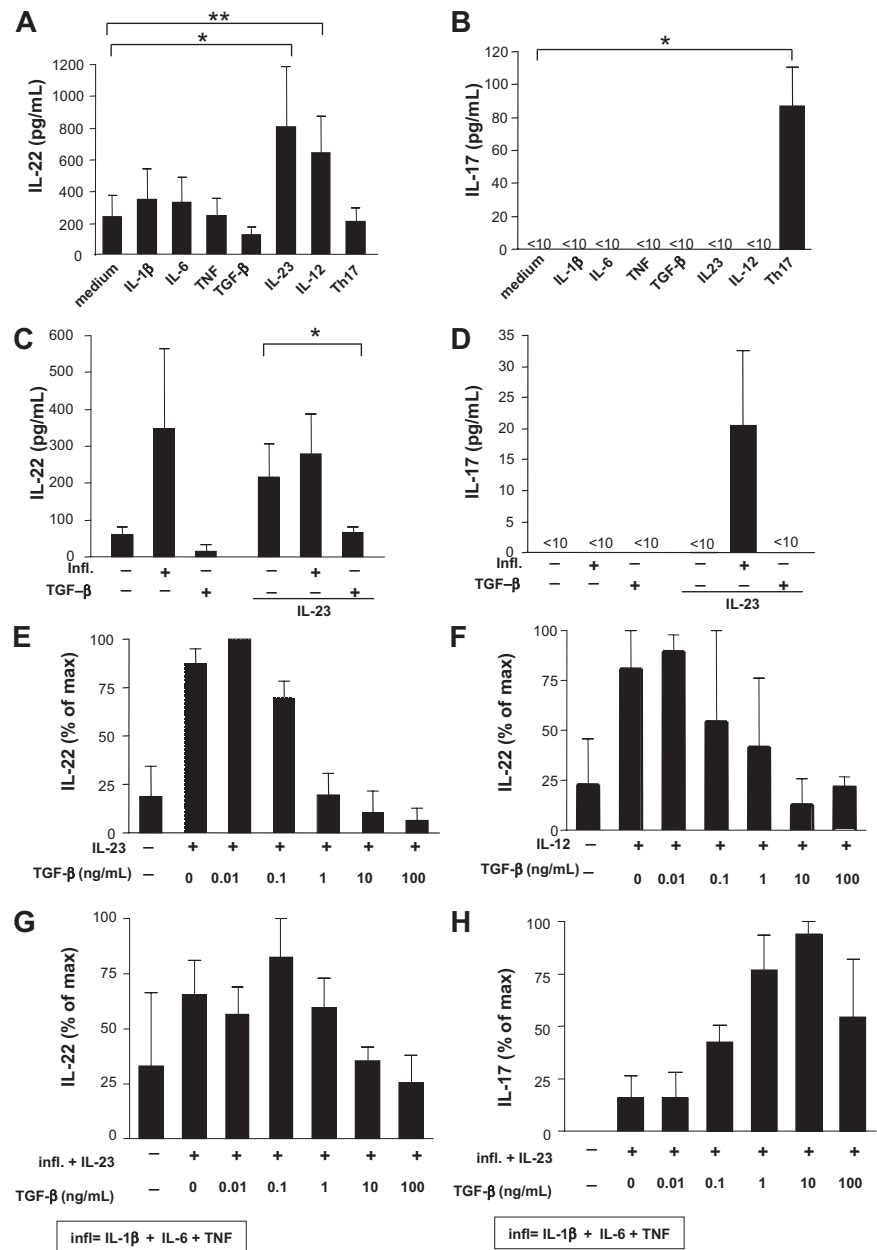 A
**
*
IL-22 (pg/mL)
1200
1000
800
600
400
200
0
medium IL-1β IL-6 TNF TGF-β IL-23 IL-12 Th17
B
*
IL-17 (pg/mL)
120
100
80
60
40
20
0
<10 <10 <10 <10 <10 <10 <10
medium IL-1β IL-6 TNF TGF-β IL23 IL-12 Th17
C
*
IL-22 (pg/mL)
600
500
400
300
200
100
0
Infl. – + – – + –
TGF–β – – + – – +
IL-23
D
IL-17 (pg/mL)
35
30
25
20
15
10
5
0
<10 <10 <10 <10 <10
Infl. – + – – + –
TGF–β – – + – – +
IL-23
E
IL-22 (% of max)
100
75
50
25
0
IL-23 – + + + + + +
TGF-β (ng/mL) – 0 0.01 0.1 1 10 100
F
IL-22 (% of max)
100
75
50
25
0
IL-12 – + + + + + +
TGF-β (ng/mL) – 0 0.01 0.1 1 10 100
G
IL-22 (% of max)
100
75
50
25
0
infl. + IL-23 – + + + + + +
TGF-β (ng/mL) – 0 0.01 0.1 1 10 100
infl= IL-1β + IL-6 + TNF
H
IL-17 (% of max)
100
75
50
25
0
infl. + IL-23 – + + + + + +
TGF-β (ng/mL) – 0 0.01 0.1 1 10 100
infl= IL-1β + IL-6 + TNF